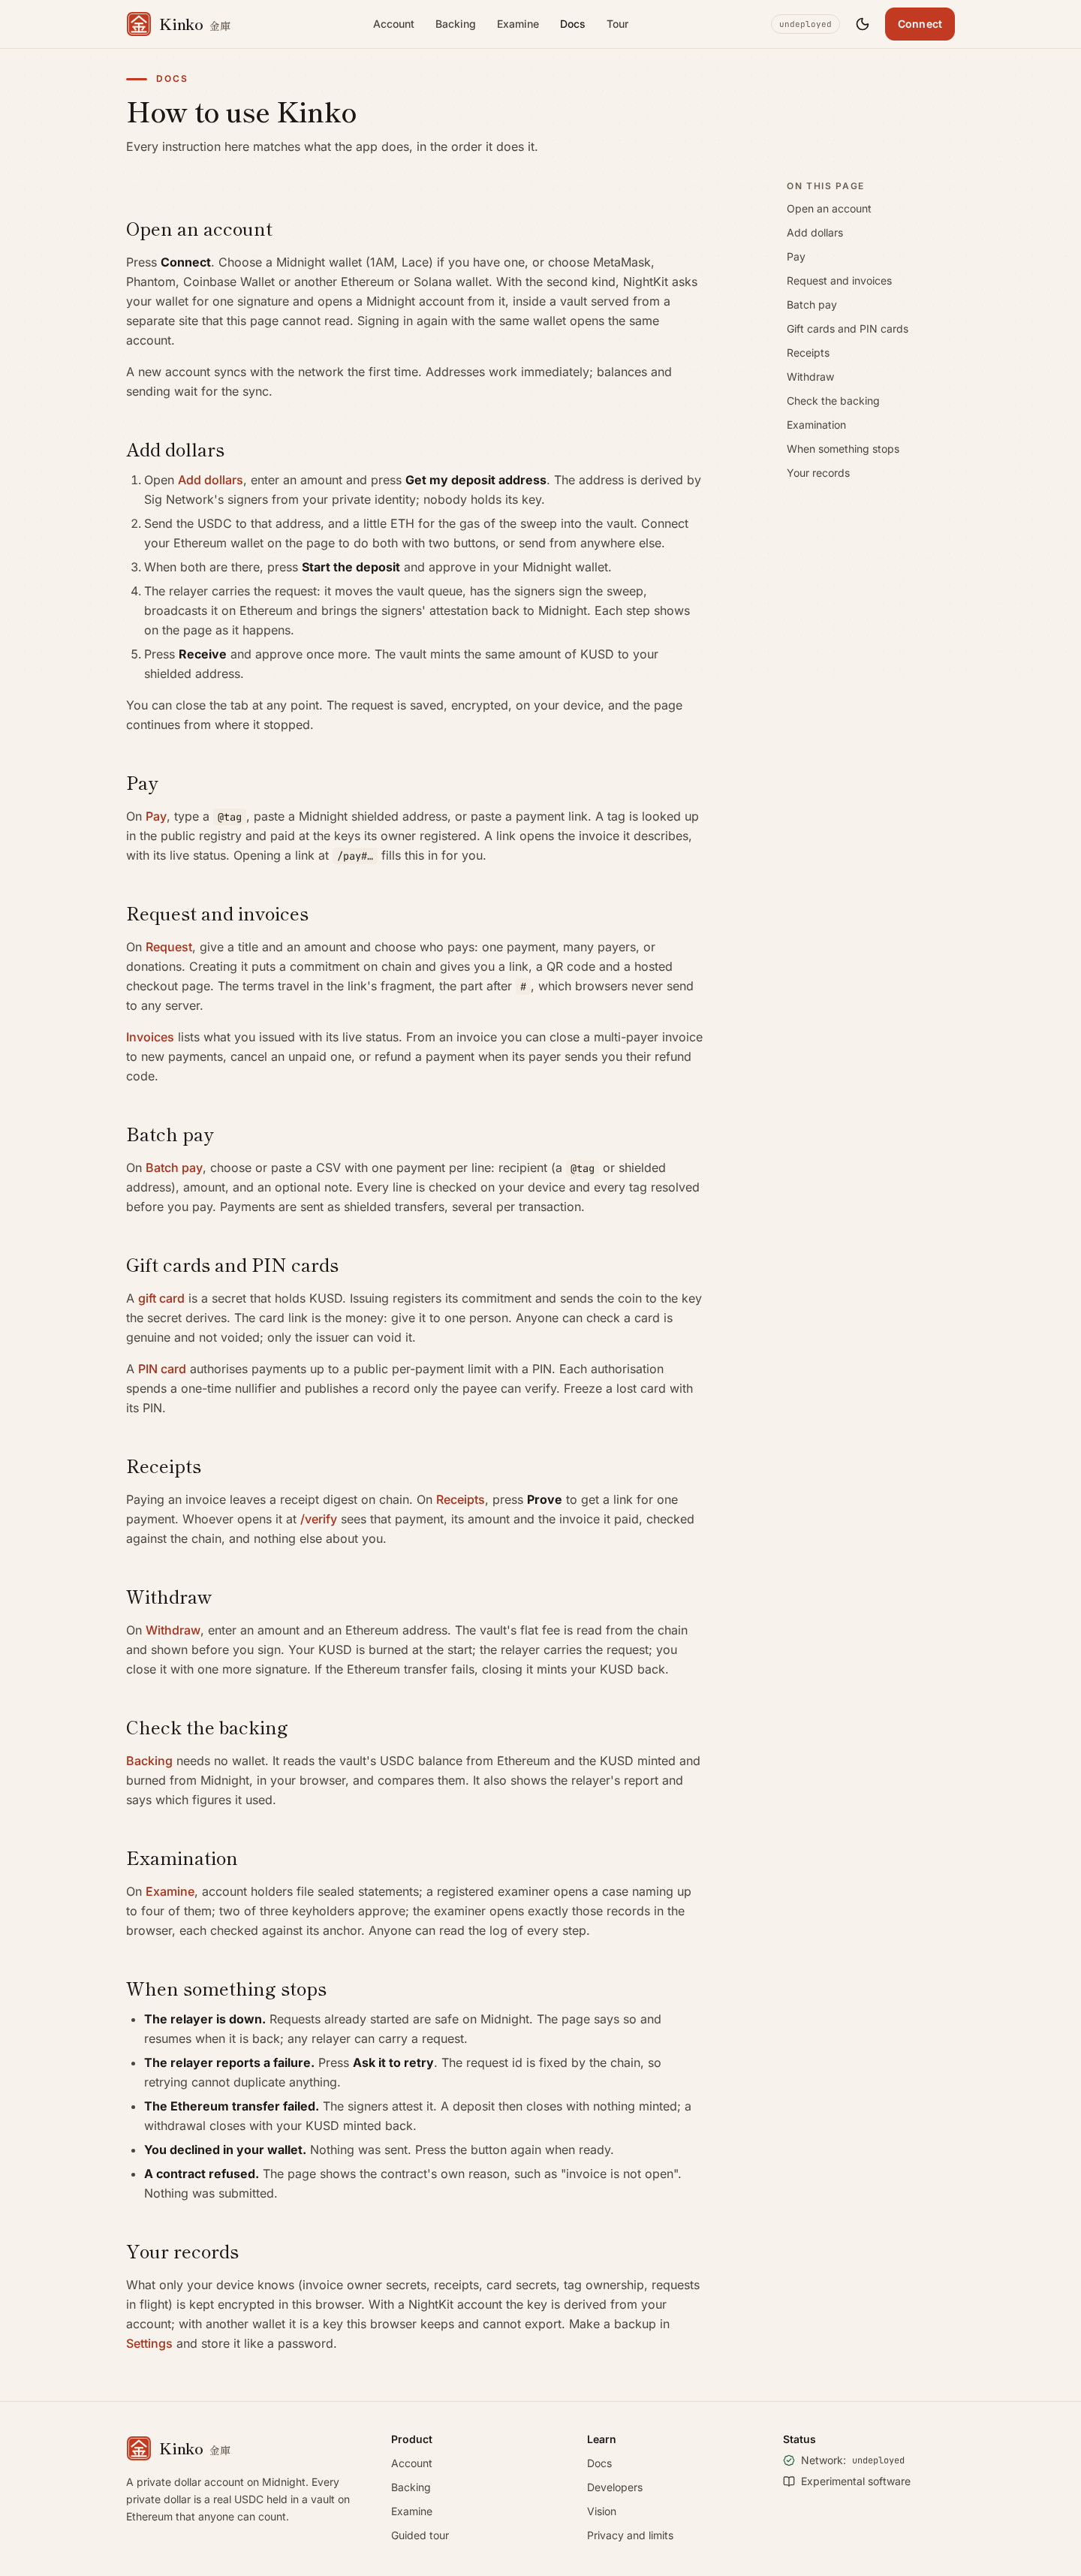 金 Kinko 金庫
Account Backing Examine Docs Tour
undeployed
Connect
DOCS
How to use Kinko
Every instruction here matches what the app does, in the order it does it.
ON THIS PAGE
Open an account
Add dollars
Pay
Request and invoices
Batch pay
Gift cards and PIN cards
Receipts
Withdraw
Check the backing
Examination
When something stops
Your records
Open an account
Press Connect. Choose a Midnight wallet (1AM, Lace) if you have one, or choose MetaMask,
Phantom, Coinbase Wallet or another Ethereum or Solana wallet. With the second kind, NightKit asks
your wallet for one signature and opens a Midnight account from it, inside a vault served from a
separate site that this page cannot read. Signing in again with the same wallet opens the same
account.
A new account syncs with the network the first time. Addresses work immediately; balances and
sending wait for the sync.
Add dollars
1. Open Add dollars, enter an amount and press Get my deposit address. The address is derived by
Sig Network's signers from your private identity; nobody holds its key.
2. Send the USDC to that address, and a little ETH for the gas of the sweep into the vault. Connect
your Ethereum wallet on the page to do both with two buttons, or send from anywhere else.
3. When both are there, press Start the deposit and approve in your Midnight wallet.
4. The relayer carries the request: it moves the vault queue, has the signers sign the sweep,
broadcasts it on Ethereum and brings the signers' attestation back to Midnight. Each step shows
on the page as it happens.
5. Press Receive and approve once more. The vault mints the same amount of KUSD to your
shielded address.
You can close the tab at any point. The request is saved, encrypted, on your device, and the page
continues from where it stopped.
Pay
On Pay, type a @tag, paste a Midnight shielded address, or paste a payment link. A tag is looked up
in the public registry and paid at the keys its owner registered. A link opens the invoice it describes,
with its live status. Opening a link at /pay#… fills this in for you.
Request and invoices
On Request, give a title and an amount and choose who pays: one payment, many payers, or
donations. Creating it puts a commitment on chain and gives you a link, a QR code and a hosted
checkout page. The terms travel in the link's fragment, the part after #, which browsers never send
to any server.
Invoices lists what you issued with its live status. From an invoice you can close a multi-payer invoice
to new payments, cancel an unpaid one, or refund a payment when its payer sends you their refund
code.
Batch pay
On Batch pay, choose or paste a CSV with one payment per line: recipient (a @tag or shielded
address), amount, and an optional note. Every line is checked on your device and every tag resolved
before you pay. Payments are sent as shielded transfers, several per transaction.
Gift cards and PIN cards
A gift card is a secret that holds KUSD. Issuing registers its commitment and sends the coin to the key
the secret derives. The card link is the money: give it to one person. Anyone can check a card is
genuine and not voided; only the issuer can void it.
A PIN card authorises payments up to a public per-payment limit with a PIN. Each authorisation
spends a one-time nullifier and publishes a record only the payee can verify. Freeze a lost card with
its PIN.
Receipts
Paying an invoice leaves a receipt digest on chain. On Receipts, press Prove to get a link for one
payment. Whoever opens it at /verify sees that payment, its amount and the invoice it paid, checked
against the chain, and nothing else about you.
Withdraw
On Withdraw, enter an amount and an Ethereum address. The vault's flat fee is read from the chain
and shown before you sign. Your KUSD is burned at the start; the relayer carries the request; you
close it with one more signature. If the Ethereum transfer fails, closing it mints your KUSD back.
Check the backing
Backing needs no wallet. It reads the vault's USDC balance from Ethereum and the KUSD minted and
burned from Midnight, in your browser, and compares them. It also shows the relayer's report and
says which figures it used.
Examination
On Examine, account holders file sealed statements; a registered examiner opens a case naming up
to four of them; two of three keyholders approve; the examiner opens exactly those records in the
browser, each checked against its anchor. Anyone can read the log of every step.
When something stops
• The relayer is down. Requests already started are safe on Midnight. The page says so and
resumes when it is back; any relayer can carry a request.
• The relayer reports a failure. Press Ask it to retry. The request id is fixed by the chain, so
retrying cannot duplicate anything.
• The Ethereum transfer failed. The signers attest it. A deposit then closes with nothing minted; a
withdrawal closes with your KUSD minted back.
• You declined in your wallet. Nothing was sent. Press the button again when ready.
• A contract refused. The page shows the contract's own reason, such as "invoice is not open".
Nothing was submitted.
Your records
What only your device knows (invoice owner secrets, receipts, card secrets, tag ownership, requests
in flight) is kept encrypted in this browser. With a NightKit account the key is derived from your
account; with another wallet it is a key this browser keeps and cannot export. Make a backup in
Settings and store it like a password.
金 Kinko 金庫
A private dollar account on Midnight. Every
private dollar is a real USDC held in a vault on
Ethereum that anyone can count.
Product
Account
Backing
Examine
Guided tour
Learn
Docs
Developers
Vision
Privacy and limits
Status
Network: undeployed
Experimental software